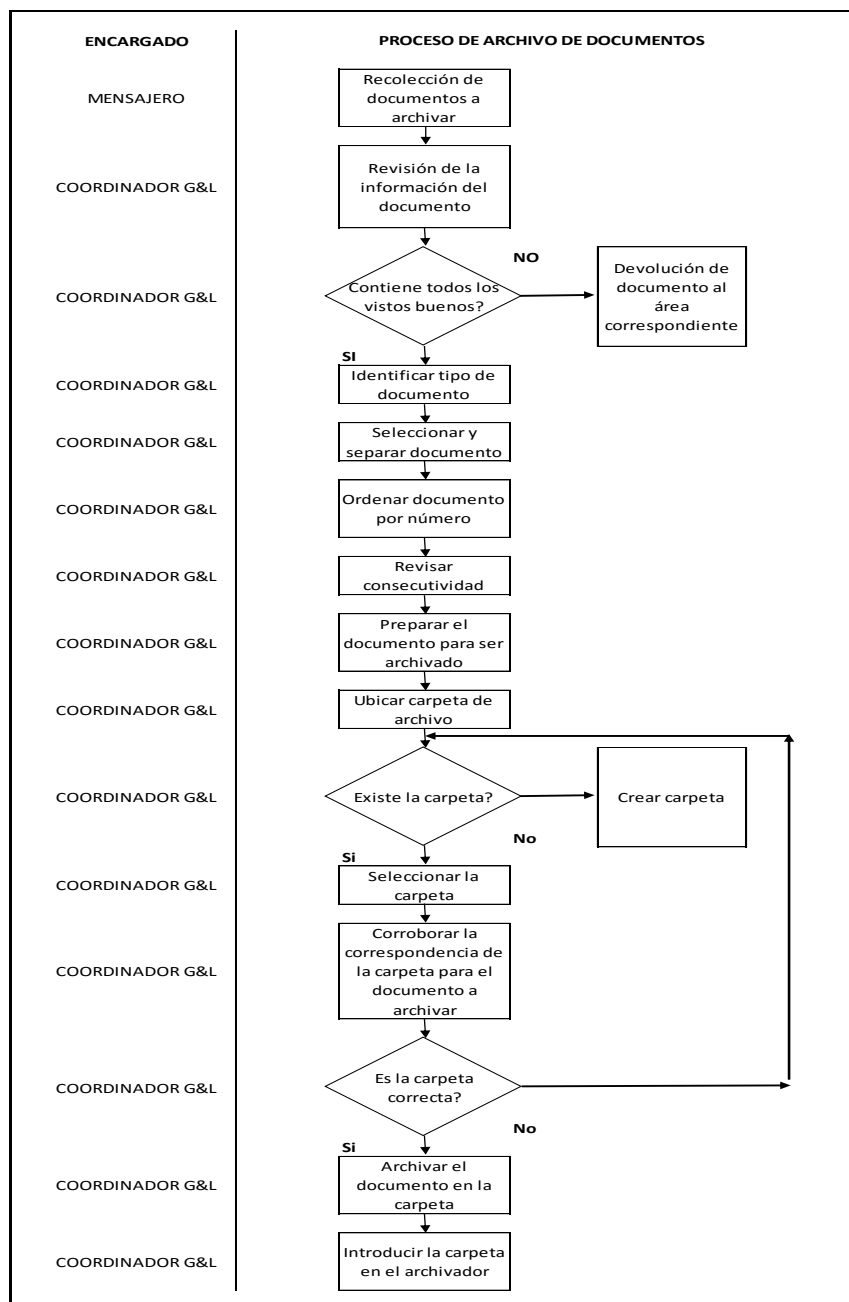 ENCARGADO
PROCESO DE ARCHIVO DE DOCUMENTOS
MENSAJERO
Recolección de
documentos a
archivar
COORDINADOR G&L
Revisión de la
información del
documento
COORDINADOR G&L
Contiene todos los
vistos buenos?
NO
Devolución de
documento al
área
correspondiente
SI
COORDINADOR G&L
Identificar tipo de
documento
COORDINADOR G&L
Seleccionar y
separar documento
COORDINADOR G&L
Ordenar documento
por número
COORDINADOR G&L
Revisar
consecutividad
COORDINADOR G&L
Preparar el
documento para ser
archivado
COORDINADOR G&L
Ubicar carpeta de
archivo
COORDINADOR G&L
Existe la carpeta?
Crear carpeta
No
Si
COORDINADOR G&L
Seleccionar la
carpeta
COORDINADOR G&L
Corroborar la
correspondencia de
la carpeta para el
documento a
archivar
COORDINADOR G&L
Es la carpeta
correcta?
No
Si
COORDINADOR G&L
Archivar el
documento en la
carpeta
COORDINADOR G&L
Introducir la carpeta
en el archivador